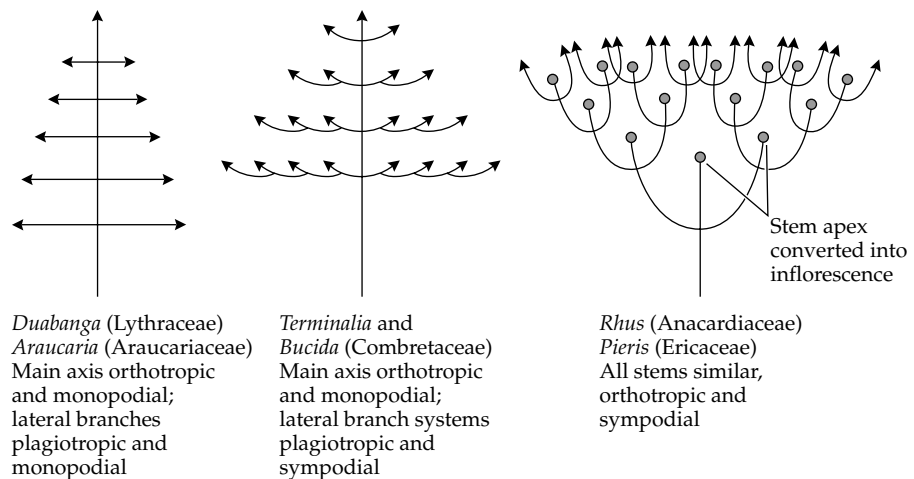 Stem apex
converted into
inflorescence
Duabanga (Lythraceae)
Araucaria (Araucariaceae)
Main axis orthotropic
and monopodial;
lateral branches
plagiotropic and
monopodial
Terminalia and
Bucida (Combretaceae)
Main axis orthotropic
and monopodial;
lateral branch systems
plagiotropic and
sympodial
Rhus (Anacardiaceae)
Pieris (Ericaceae)
All stems similar,
orthotropic and
sympodial